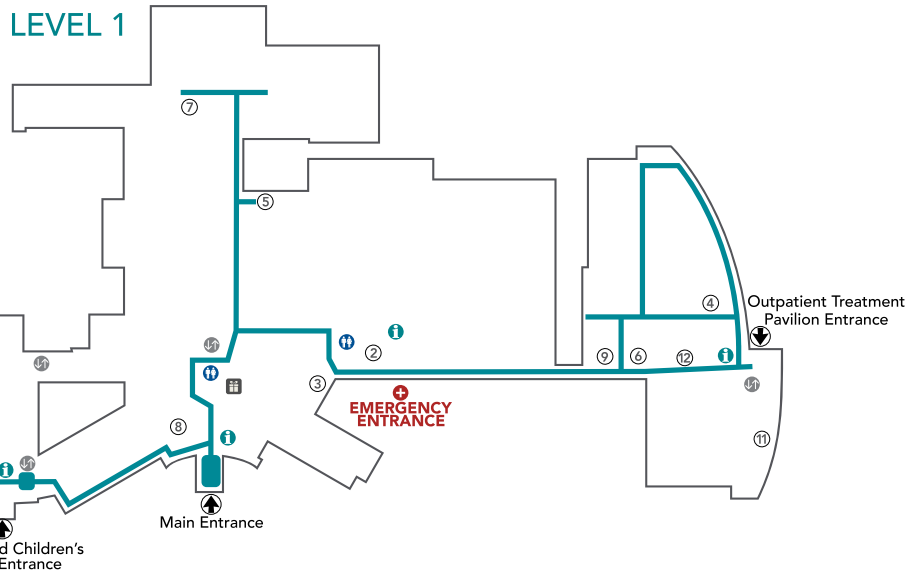 LEVEL 1
7
5
4
Outpatient Treatment
Pavilion Entrance
2
9
6
12
3
EMERGENCY
ENTRANCE
8
11
Main Entrance
d Children's
Entrance